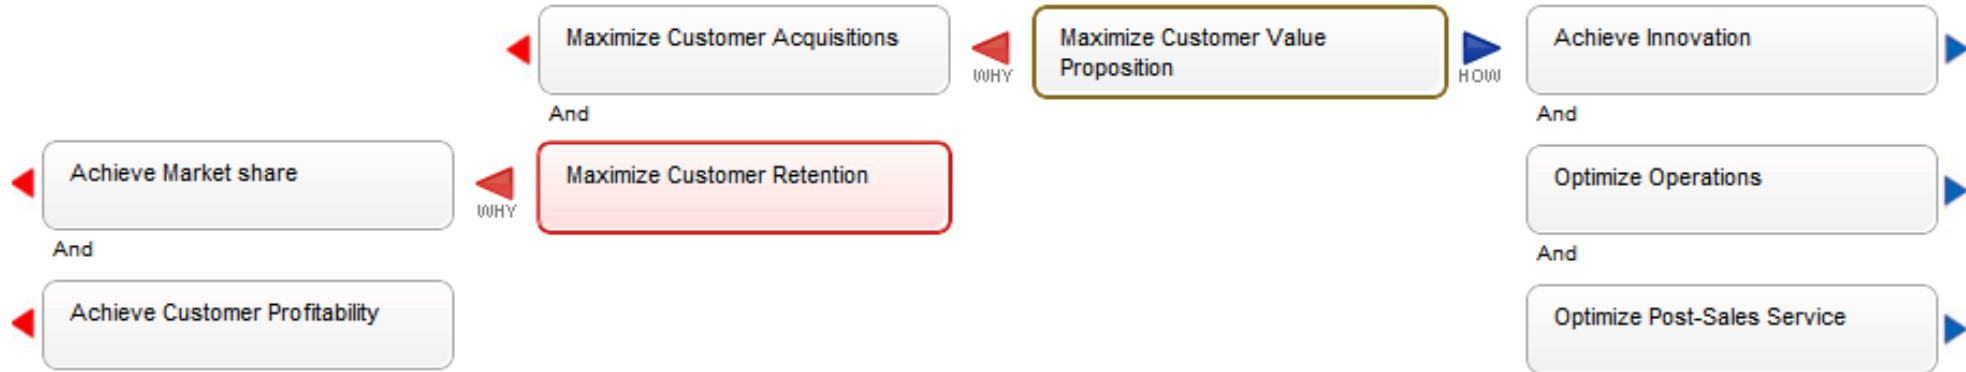 Maximize Customer Acquisitions
WHY
Maximize Customer Value
Proposition
HOW
Achieve Innovation
And
And
Achieve Market share
WHY
Maximize Customer Retention
Optimize Operations
And
And
Achieve Customer Profitability
Optimize Post-Sales Service